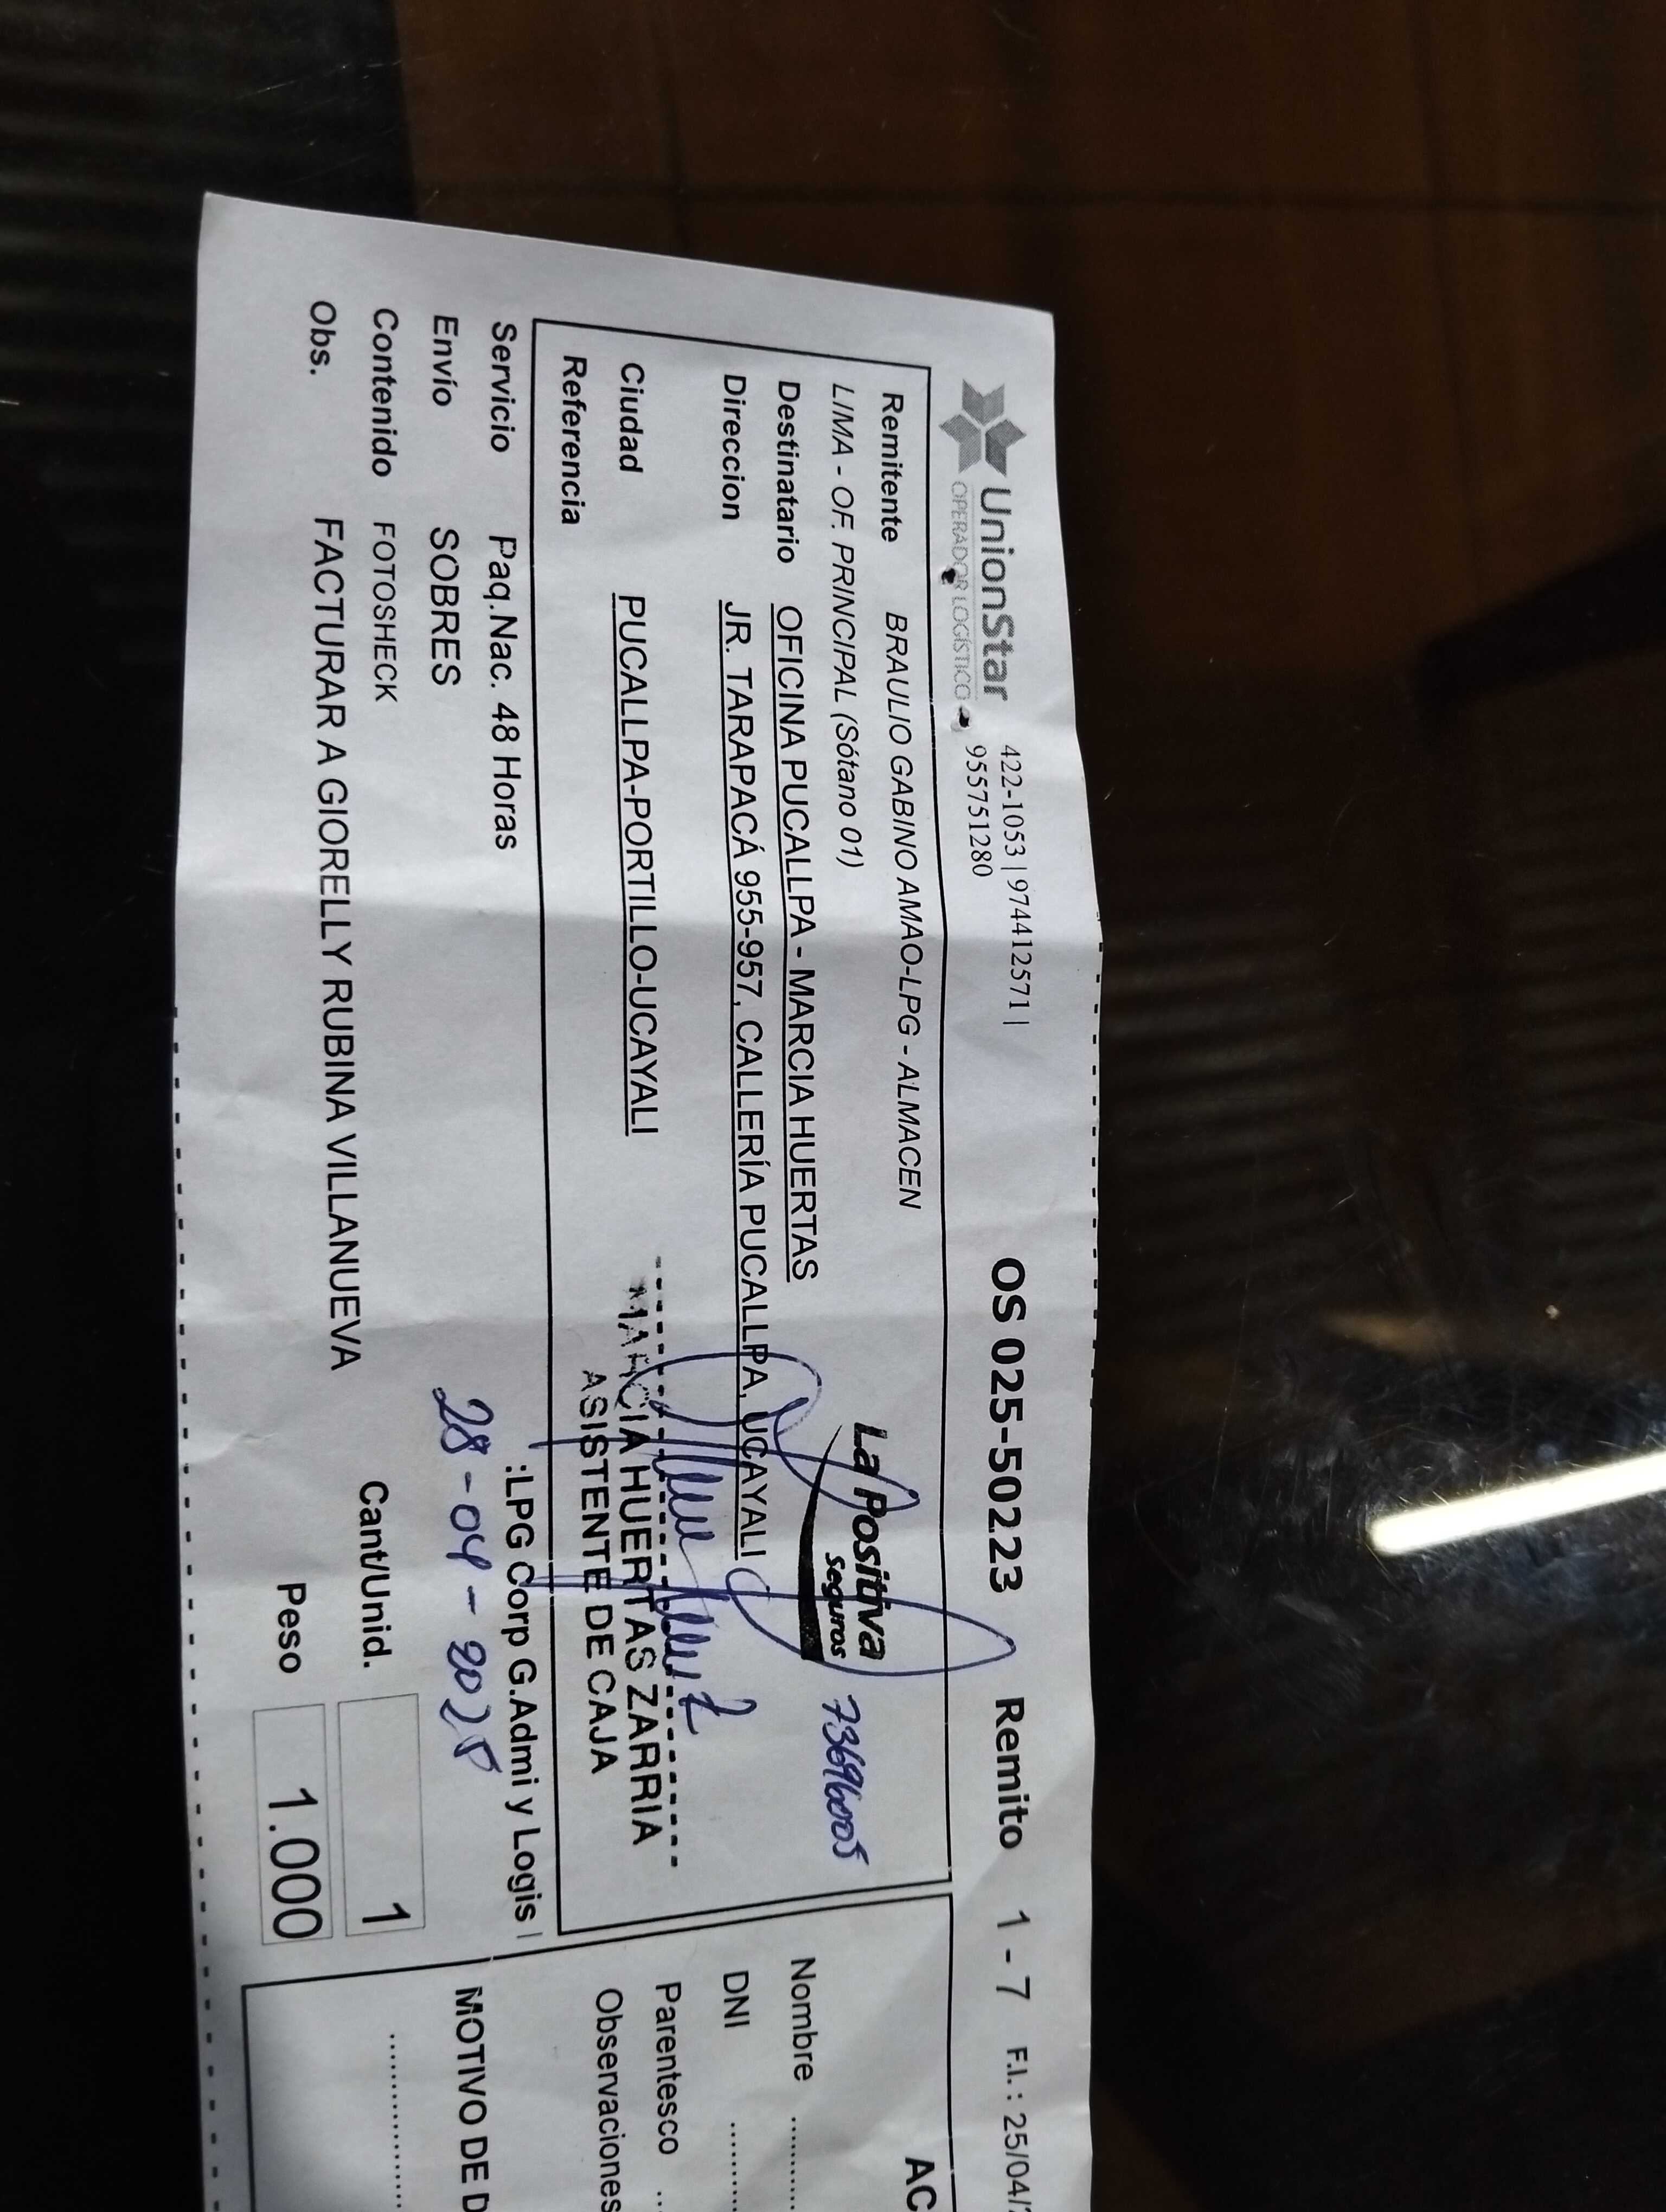 UnionStar
OPERADOR LOGÍSTICO
422-1053 | 974412571 |
955751280
OS 025-50223 Remito 1 - 7 F.I. : 25/04/
Remitente BRAULIO GABINO AMAO-LPG - ALMACEN
LIMA - OF. PRINCIPAL (Sótano 01)
Destinatario OFICINA PUCALLPA - MARCIA HUERTAS
Direccion JR. TARAPACÁ 955-957, CALLERÍA PUCALLPA, UCAYALI
Ciudad PUCALLPA-PORTILLO-UCAYALI
Referencia
La Positiva
Seguros
73696005
MARCIA HUERTAS ZARRIA
ASISTENTE DE CAJA
Servicio Paq.Nac. 48 Horas :LPG Corp G.Admi y Logis
Envío SOBRES
28-04-2025
Contenido FOTOSHECK Cant/Unid. 1
Obs. FACTURAR A GIORELLY RUBINA VILLANUEVA
Peso 1.000
AC
Nombre ........
DNI ........
Parentesco ..
Observaciones
MOTIVO DE D
................